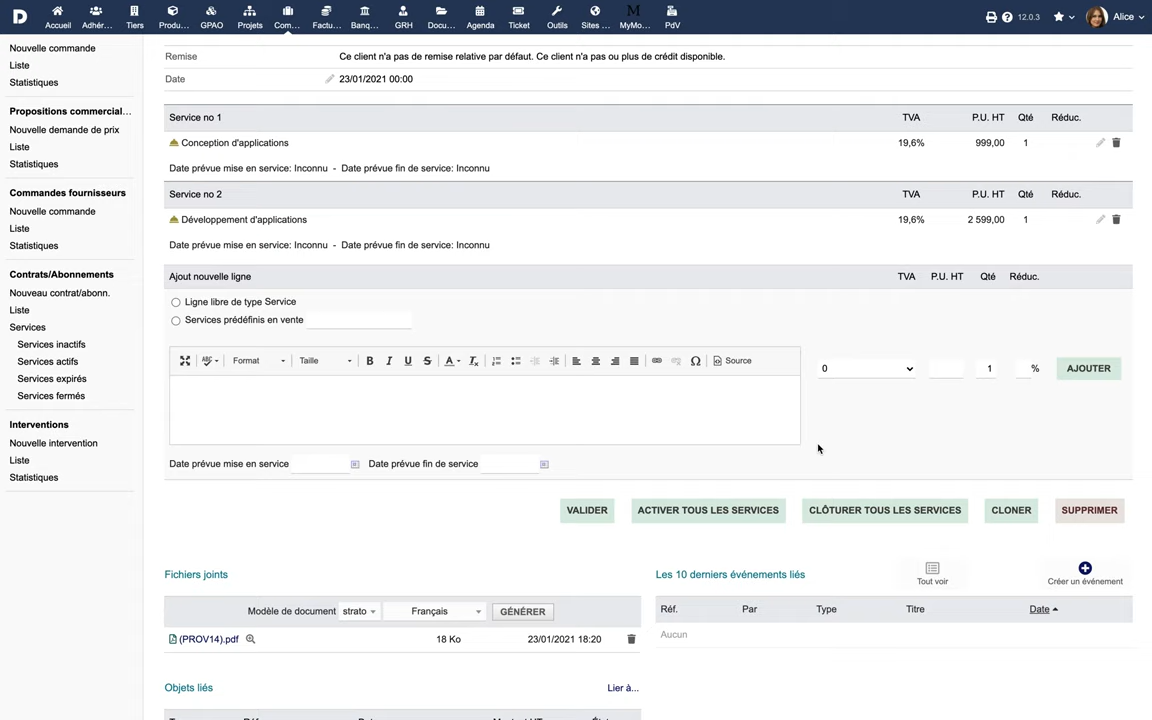 D
Accueil Adhér... Tiers Produ... GPAO Projets Com... Factu... Banq... GRH Docu... Agenda Ticket Outils Sites ... MyMo... PdV 12.0.3 Alice
Nouvelle commande
Liste
Statistiques
Propositions commercial...
Nouvelle demande de prix
Liste
Statistiques
Commandes fournisseurs
Nouvelle commande
Liste
Statistiques
Contrats/Abonnements
Nouveau contrat/abonn.
Liste
Services
Services inactifs
Services actifs
Services expirés
Services fermés
Interventions
Nouvelle intervention
Liste
Statistiques
Remise Ce client n'a pas de remise relative par défaut. Ce client n'a pas ou plus de crédit disponible.
Date 23/01/2021 00:00
Service no 1 TVA P.U. HT Qté Réduc.
Conception d'applications 19,6% 999,00 1
Date prévue mise en service: Inconnu - Date prévue fin de service: Inconnu
Service no 2 TVA P.U. HT Qté Réduc.
Développement d'applications 19,6% 2 599,00 1
Date prévue mise en service: Inconnu - Date prévue fin de service: Inconnu
Ajout nouvelle ligne TVA P.U. HT Qté Réduc.
Ligne libre de type Service
Services prédéfinis en vente
ABC Format Taille B I U S A Tx Ω Source
0 1 % AJOUTER
Date prévue mise en service Date prévue fin de service
VALIDER ACTIVER TOUS LES SERVICES CLÔTURER TOUS LES SERVICES CLONER SUPPRIMER
Fichiers joints
Modèle de document strato Français GÉNÉRER
(PROV14).pdf 18 Ko 23/01/2021 18:20
Objets liés Lier à...
Les 10 derniers événements liés Tout voir Créer un événement
Réf. Par Type Titre Date
Aucun